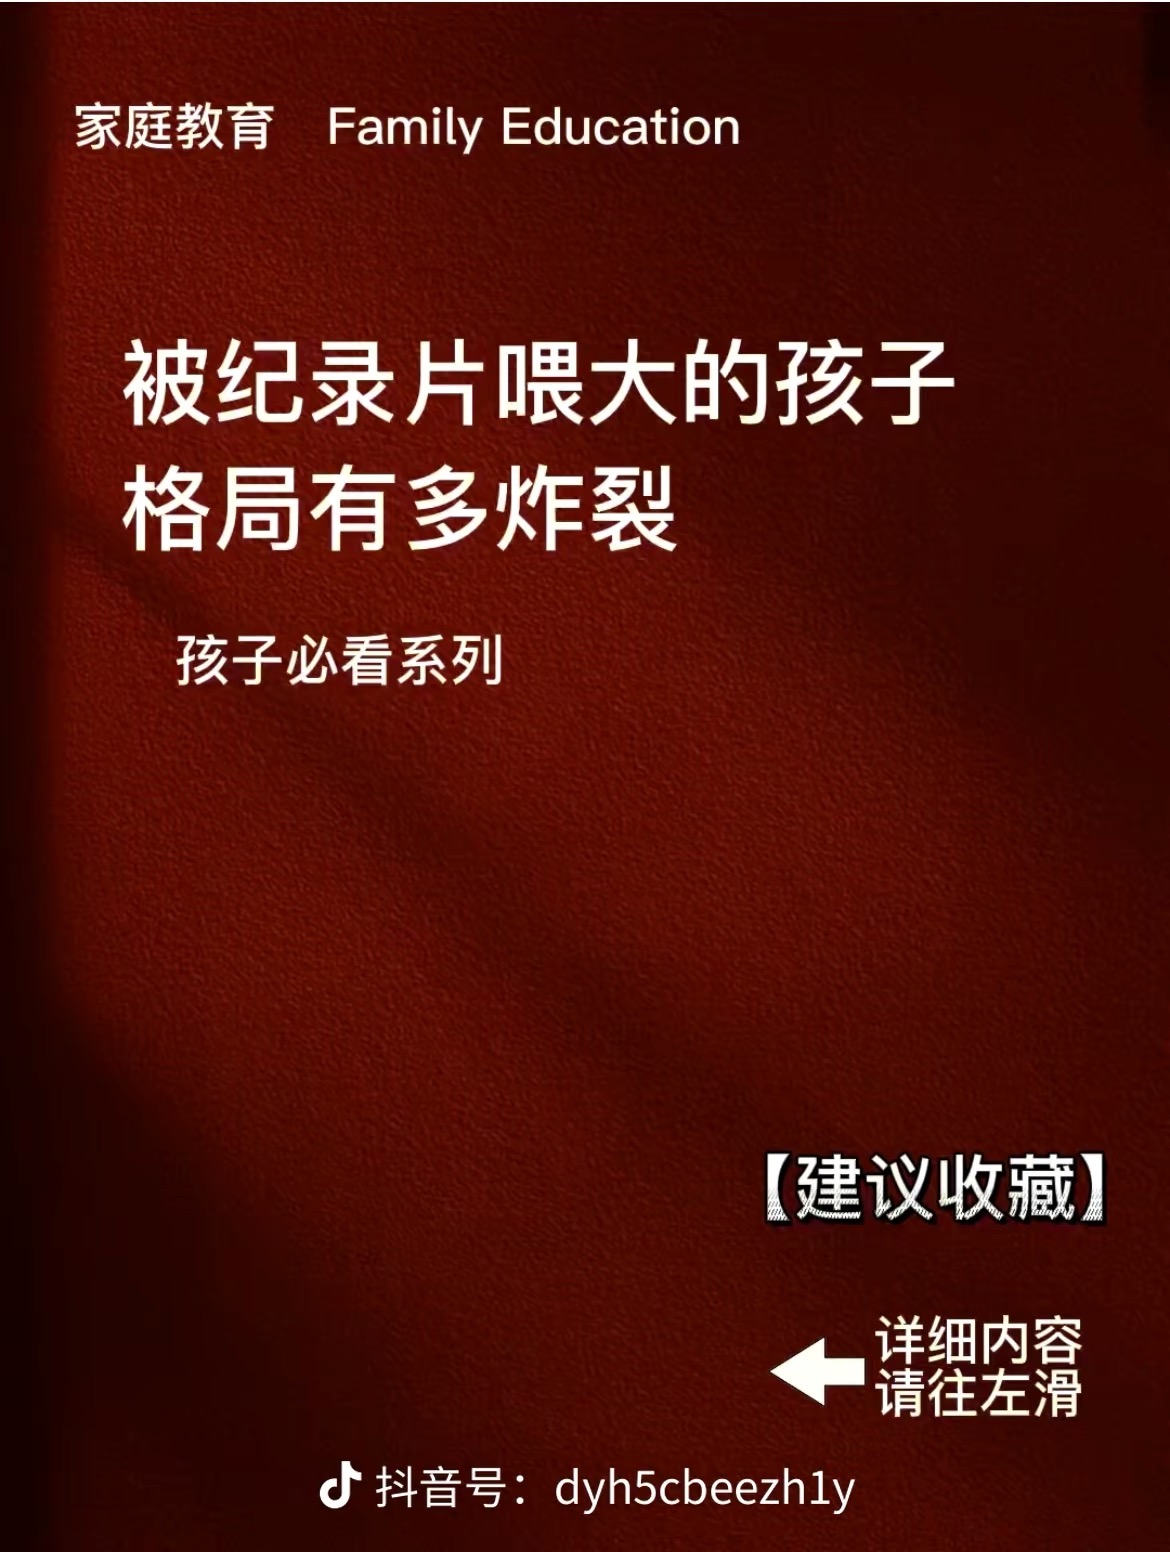 家庭教育 Family Education
被纪录片喂大的孩子
格局有多炸裂
孩子必看系列
【建议收藏】
详细内容
请往左滑
抖音号：dyh5cbeezh1y